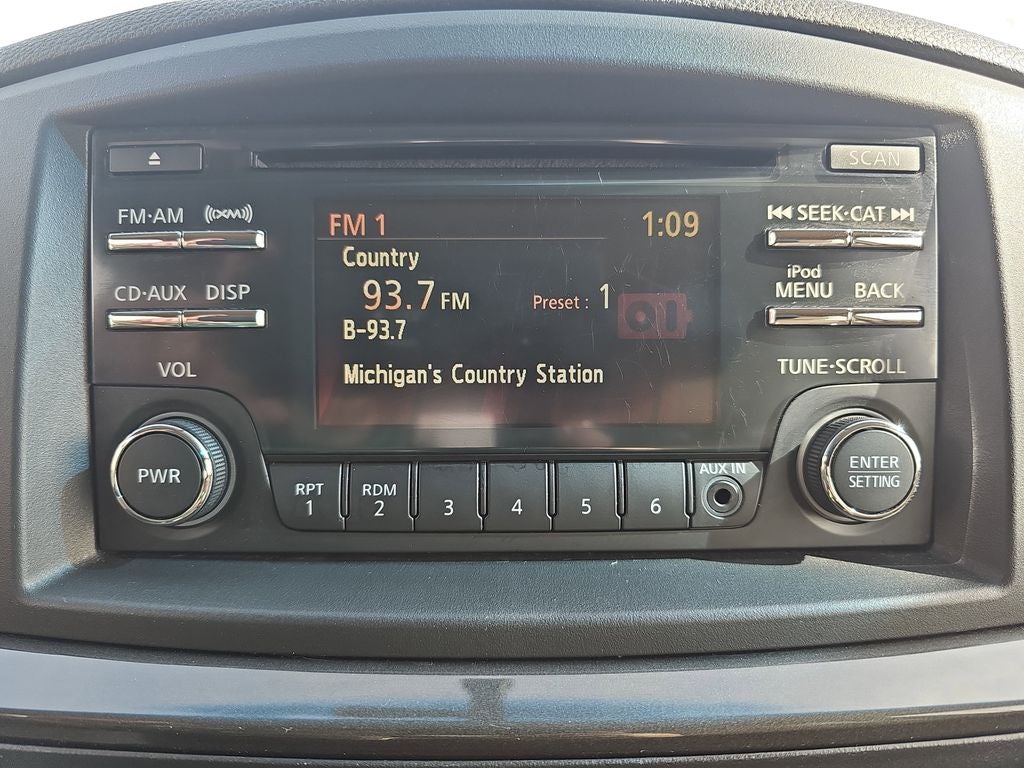 SCAN
FM·AM
((XM))
SEEK·CAT
CD·AUX
DISP
iPod
MENU
BACK
VOL
TUNE·SCROLL
FM 1
1:09
Country
93.7 FM
Preset : 1
B-93.7
Michigan's Country Station
PWR
RPT
1
RDM
2
3
4
5
6
AUX IN
ENTER
SETTING